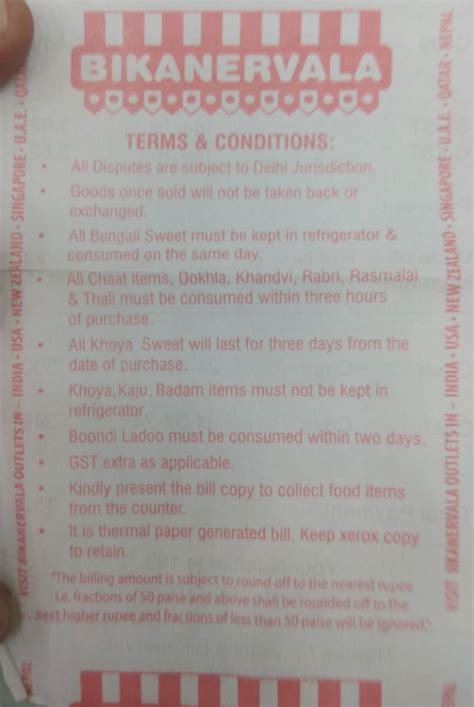 BIKANERVALA
TERMS & CONDITIONS:
• All Disputes are subject to Delhi Jurisdiction.
• Goods once sold will not be taken back or
exchanged.
• All Bengali Sweet must be kept in refrigerator &
consumed on the same day.
• All Chaat items, Dokhla, Khandvi, Rabri, Rasmalai
& Thali must be consumed within three hours
of purchase.
• All Khoya Sweet will last for three days from the
date of purchase.
• Khoya, Kaju, Badam items must not be kept in
refrigerator.
• Boondi Ladoo must be consumed within two days.
• GST extra as applicable.
• Kindly present the bill copy to collect food items
from the counter.
• It is thermal paper generated bill. Keep xerox copy
to retain.
"The billing amount is subject to round off to the nearest rupee
i.e. fractions of 50 paise and above shall be rounded off to the
next higher rupee and fractions of less than 50 paise will be ignored."
VISIT BIKANERVALA OUTLETS IN - INDIA • USA • NEW ZEALAND • SINGAPORE • U.A.E. •
VISIT BIKANERVALA OUTLETS IN - INDIA • USA • NEW ZEALAND • SINGAPORE • U.A.E. • QATAR • NEPAL